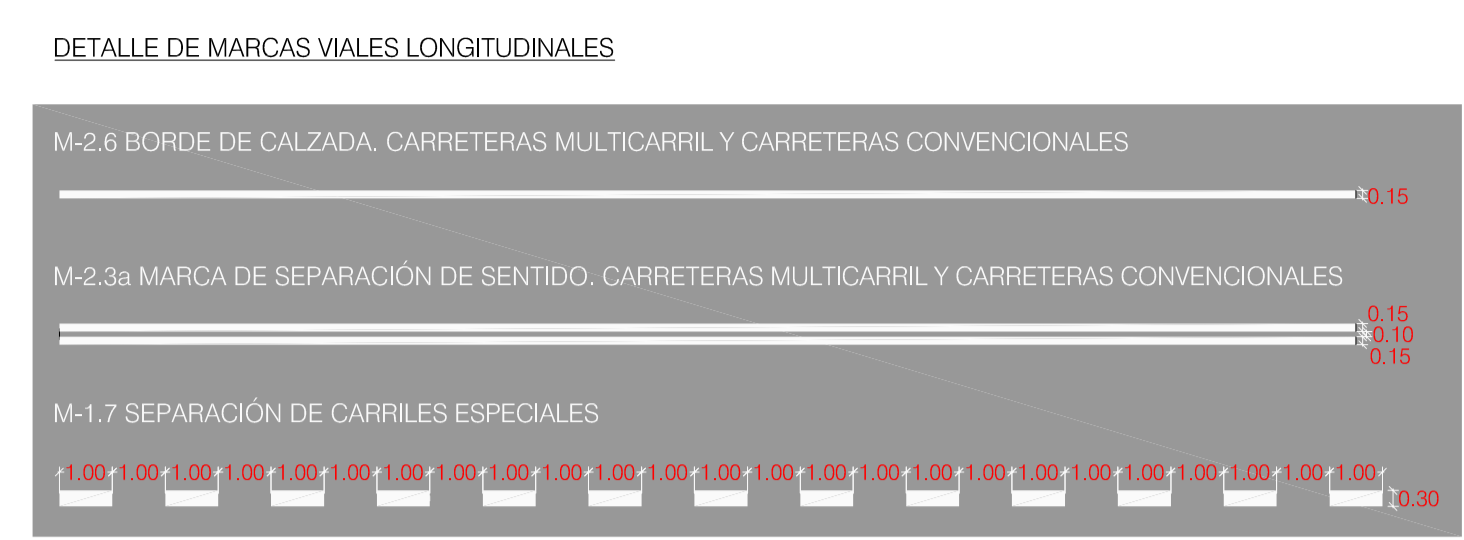 DETALLE DE MARCAS VIALES LONGITUDINALES
M-2.6 BORDE DE CALZADA. CARRETERAS MULTICARRIL Y CARRETERAS CONVENCIONALES
0.15
M-2.3a MARCA DE SEPARACIÓN DE SENTIDO. CARRETERAS MULTICARRIL Y CARRETERAS CONVENCIONALES
0.15
0.10
0.15
M-1.7 SEPARACIÓN DE CARRILES ESPECIALES
1.00 1.00 1.00 1.00 1.00 1.00 1.00 1.00 1.00 1.00 1.00 1.00 1.00 1.00 1.00 1.00 1.00 1.00 1.00 1.00 1.00 1.00 1.00 1.00 1.00
0.30